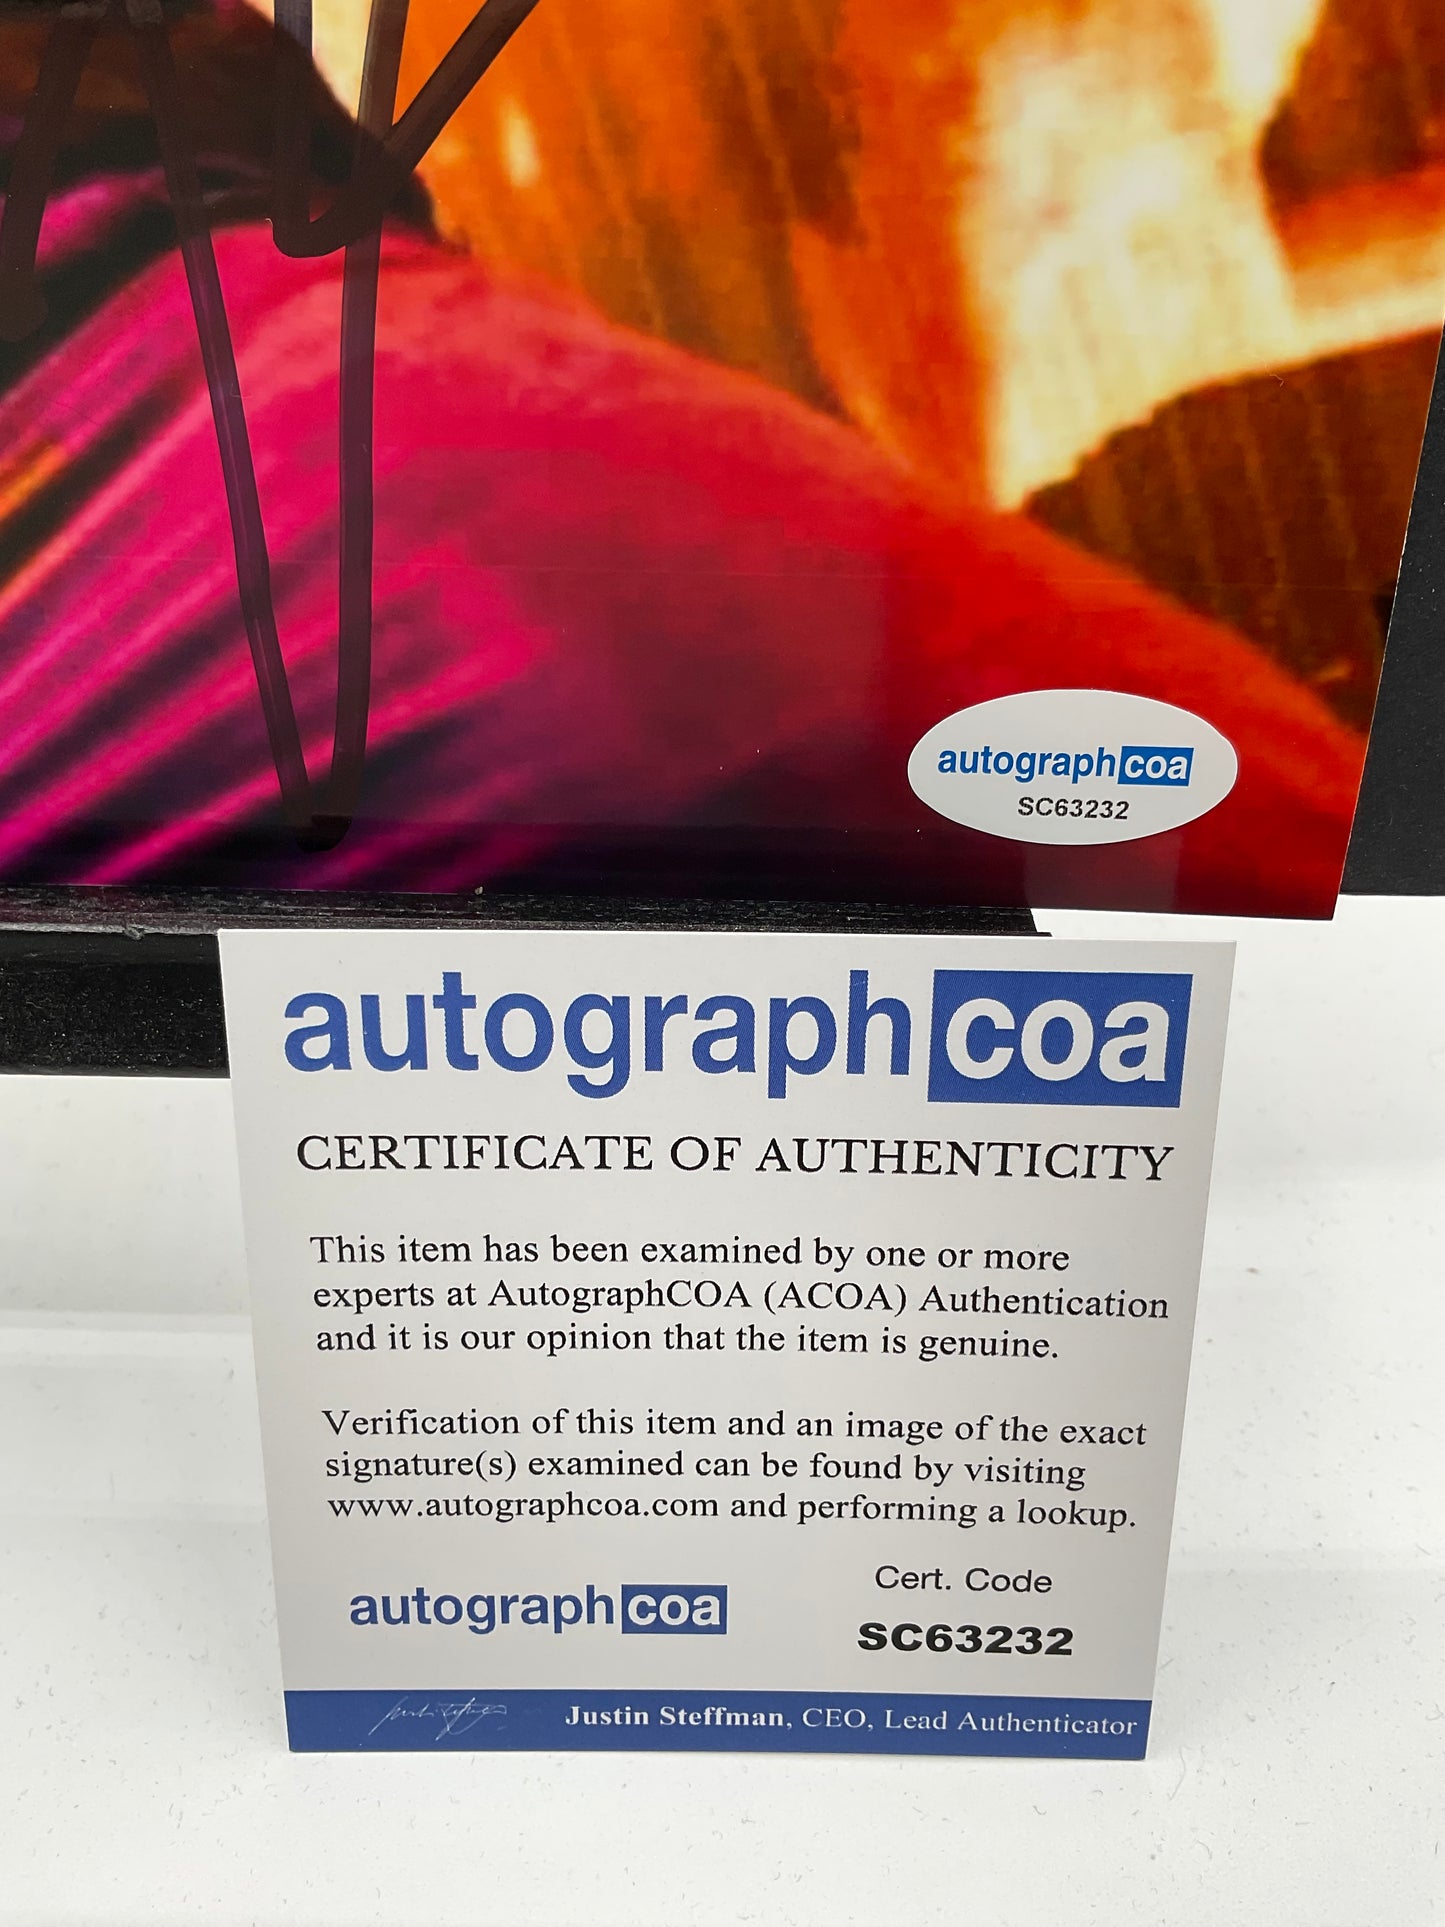 autographcoa
SC63232
autographcoa
CERTIFICATE OF AUTHENTICITY
This item has been examined by one or more
experts at AutographCOA (ACOA) Authentication
and it is our opinion that the item is genuine.
Verification of this item and an image of the exact
signature(s) examined can be found by visiting
www.autographcoa.com and performing a lookup.
Cert. Code
autographcoa
SC63232
Justin Steffman, CEO, Lead Authenticator